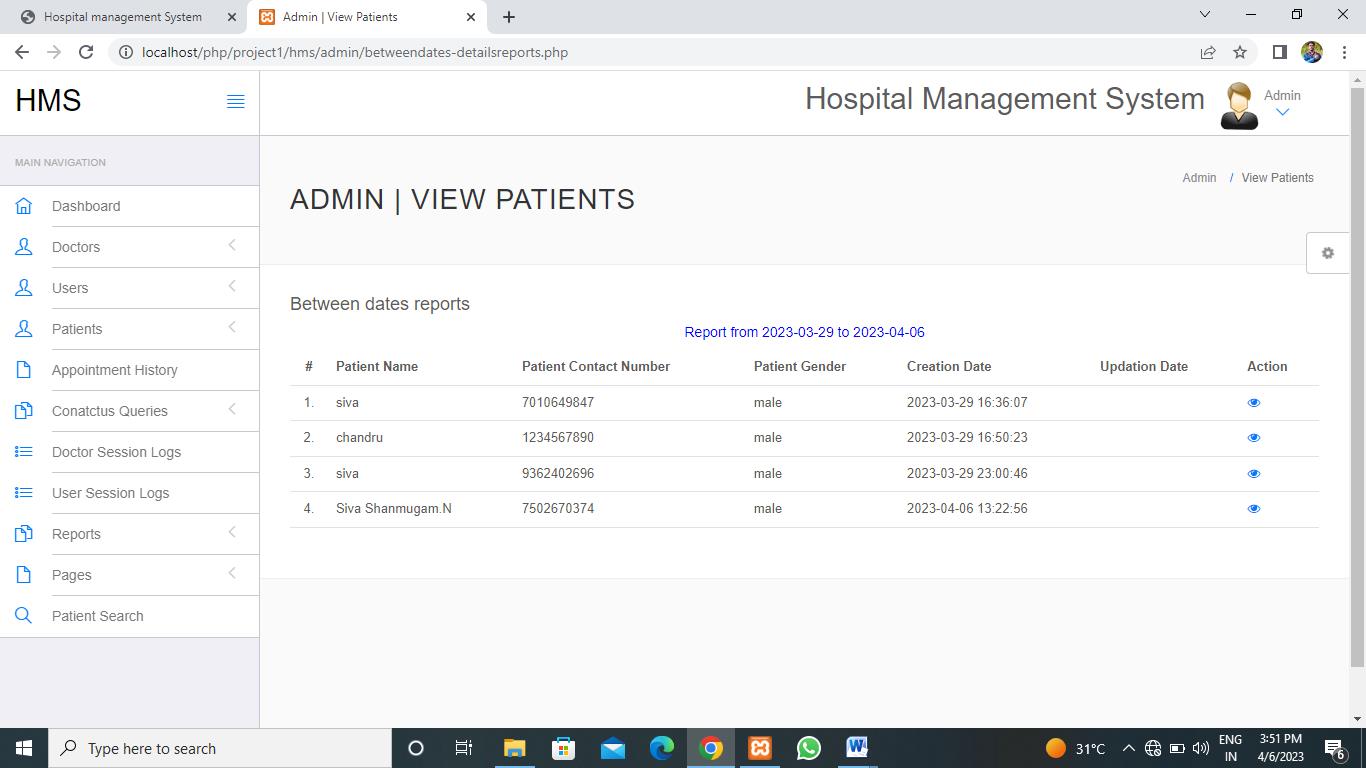 Hospital management System
Admin | View Patients
localhost/php/project1/hms/admin/betweendates-detailsreports.php
HMS
Hospital Management System
Admin
MAIN NAVIGATION
Dashboard
Doctors
Users
Patients
Appointment History
Conatctus Queries
Doctor Session Logs
User Session Logs
Reports
Pages
Patient Search
ADMIN | VIEW PATIENTS
Admin / View Patients
Between dates reports
Report from 2023-03-29 to 2023-04-06
# Patient Name Patient Contact Number Patient Gender Creation Date Updation Date Action
1. siva 7010649847 male 2023-03-29 16:36:07
2. chandru 1234567890 male 2023-03-29 16:50:23
3. siva 9362402696 male 2023-03-29 23:00:46
4. Siva Shanmugam.N 7502670374 male 2023-04-06 13:22:56
Type here to search
31°C
ENG
IN
3:51 PM
4/6/2023
6